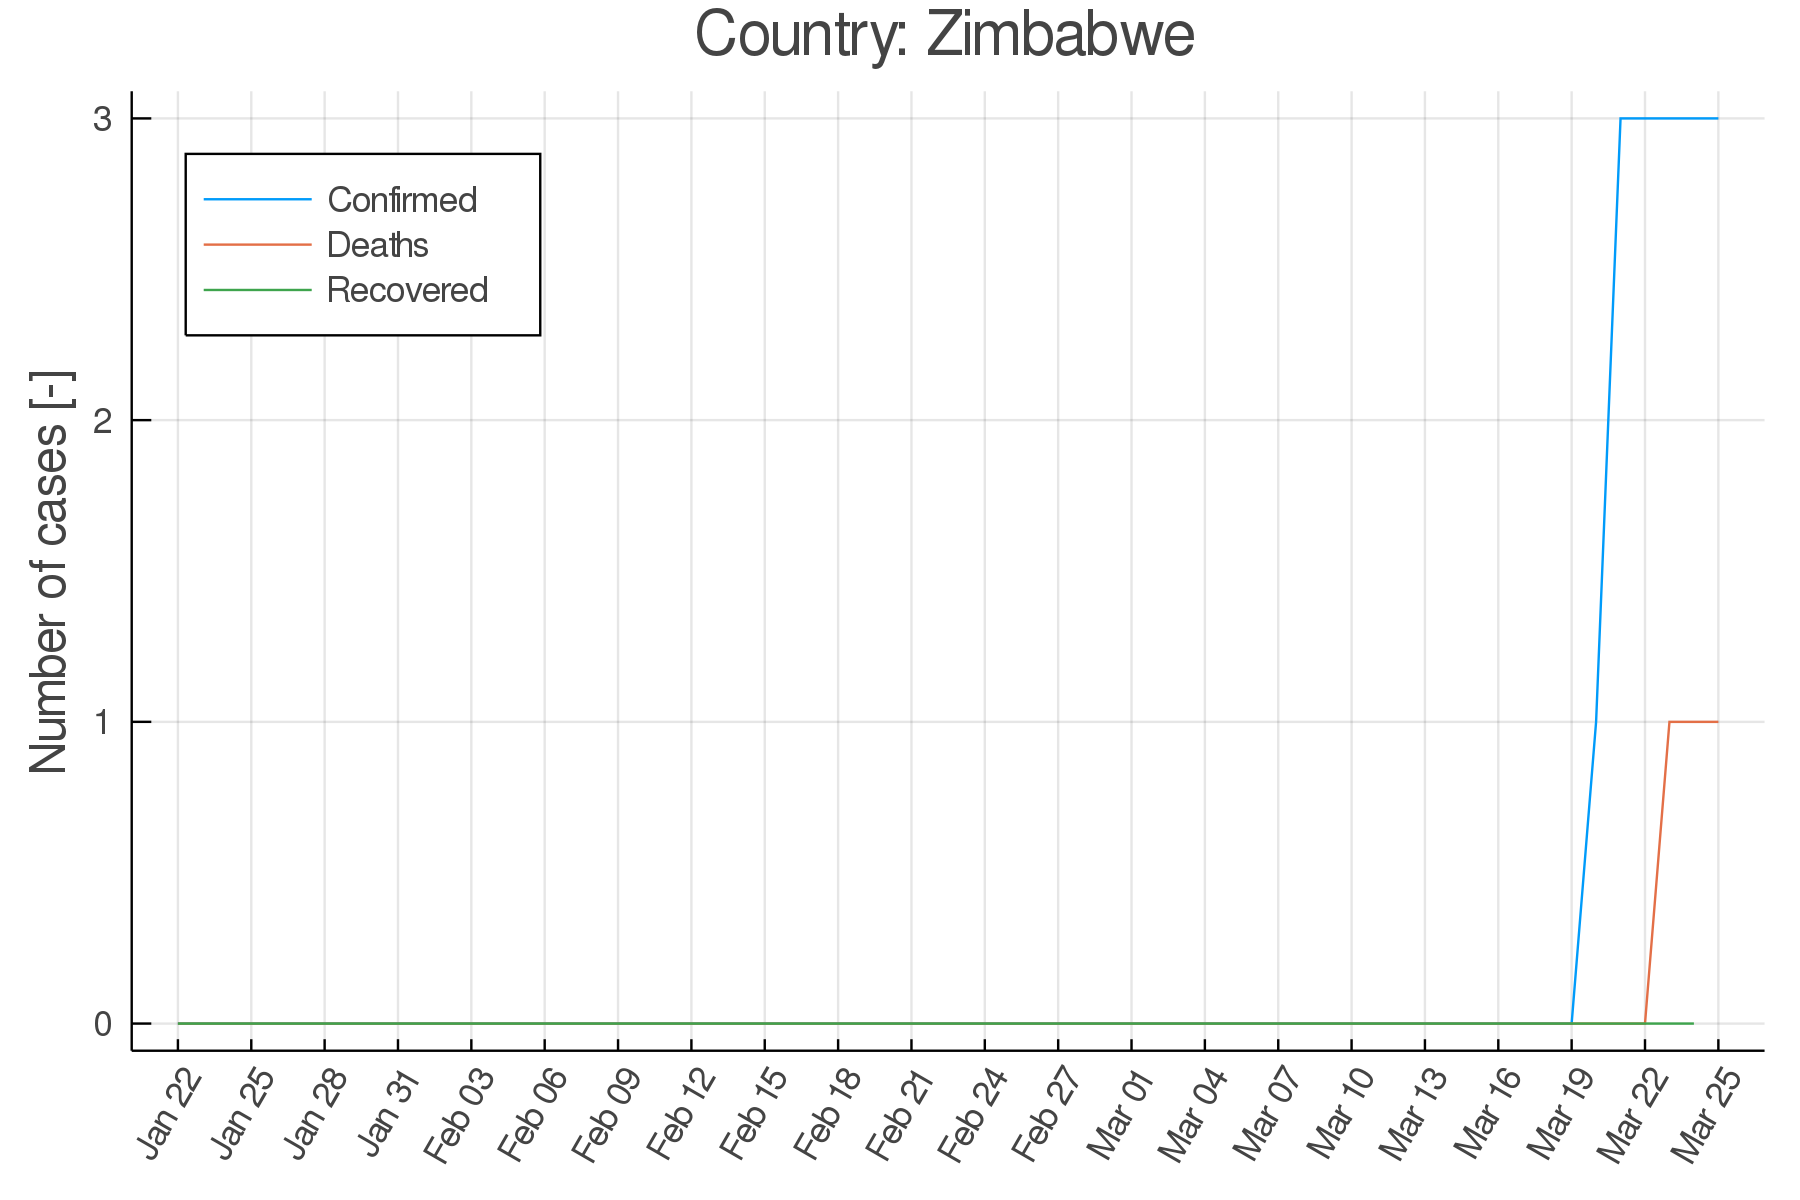 Country: Zimbabwe
3
Confirmed
Deaths
Recovered
2
Number of cases [-]
1
0
Jan 22
Jan 25
Jan 28
Jan 31
Feb 03
Feb 06
Feb 09
Feb 12
Feb 15
Feb 18
Feb 21
Feb 24
Feb 27
Mar 01
Mar 04
Mar 07
Mar 10
Mar 13
Mar 16
Mar 19
Mar 22
Mar 25